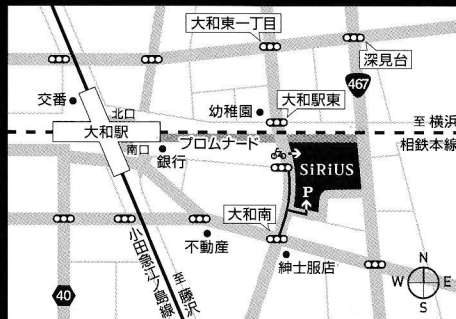 大和東一丁目
深見台
467
交番
北口
幼稚園
大和駅東
至 横浜
大和駅
プロムナード
相鉄本線
南口
銀行
SiRiUS
P
大和南
不動産
紳士服店
小田急江ノ島線
至 藤沢
40
N
W
E
S